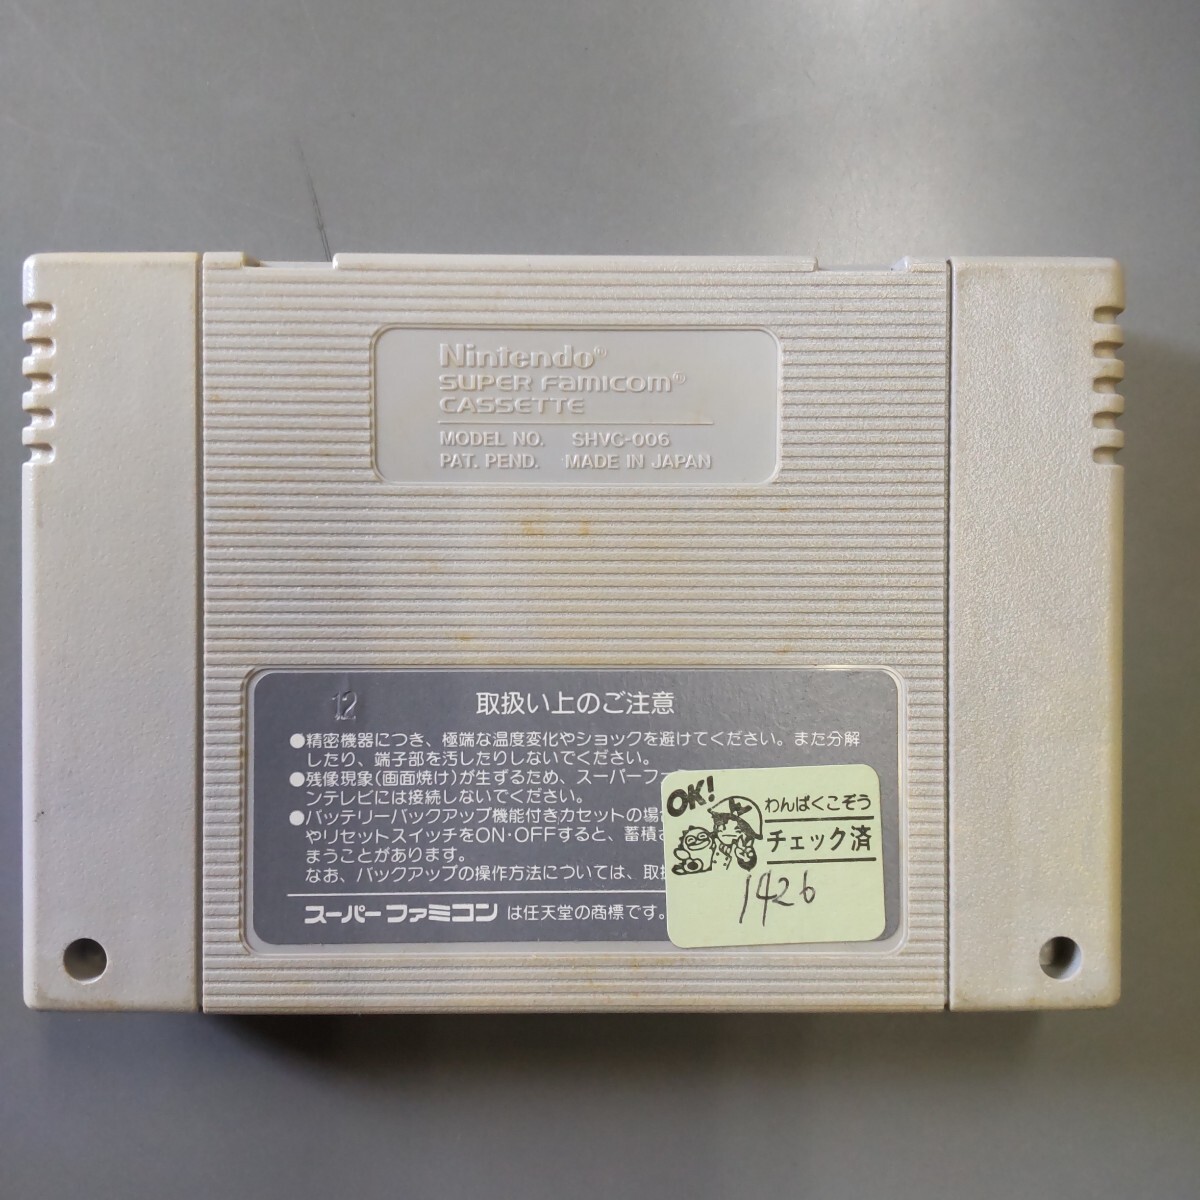 Nintendo®
SUPER FAMICOM®
CASSETTE
MODEL NO. SHVC-006
PAT. PEND. MADE IN JAPAN
12
取扱い上のご注意
●精密機器につき、極端な温度変化やショックを避けてください。また分解
したり、端子部を汚したりしないでください。
●残像現象(画面焼け)が生ずるため、スーパーファ
ンテレビには接続しないでください。
●バッテリーバックアップ機能付きカセットの場
やリセットスイッチをON・OFFすると、蓄積
まうことがあります。
なお、バックアップの操作方法については、取
スーパーファミコン は任天堂の商標です。
OK!
わんぱくこぞう
チェック済
1426